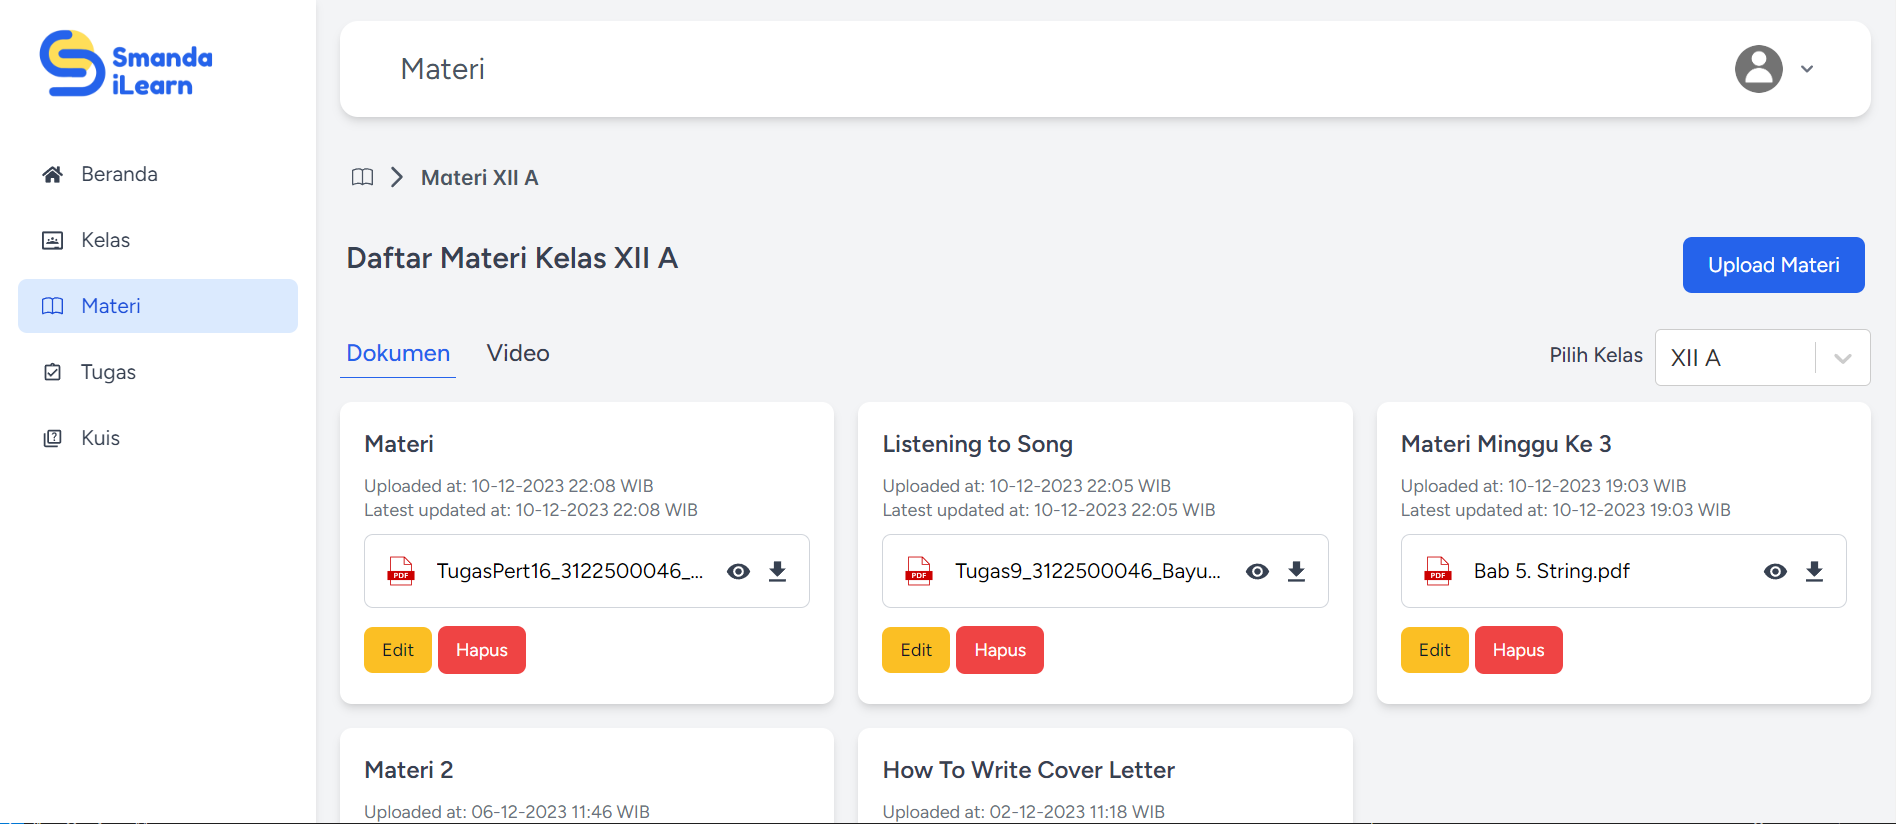 Smanda
iLearn
Beranda
Kelas
Materi
Tugas
Kuis
Materi
Materi XII A
Daftar Materi Kelas XII A
Upload Materi
Dokumen
Video
Pilih Kelas
XII A
Materi
Uploaded at: 10-12-2023 22:08 WIB
Latest updated at: 10-12-2023 22:08 WIB
PDF
TugasPert16_3122500046_...
Edit
Hapus
Listening to Song
Uploaded at: 10-12-2023 22:05 WIB
Latest updated at: 10-12-2023 22:05 WIB
PDF
Tugas9_3122500046_Bayu...
Edit
Hapus
Materi Minggu Ke 3
Uploaded at: 10-12-2023 19:03 WIB
Latest updated at: 10-12-2023 19:03 WIB
PDF
Bab 5. String.pdf
Edit
Hapus
Materi 2
Uploaded at: 06-12-2023 11:46 WIB
How To Write Cover Letter
Uploaded at: 02-12-2023 11:18 WIB